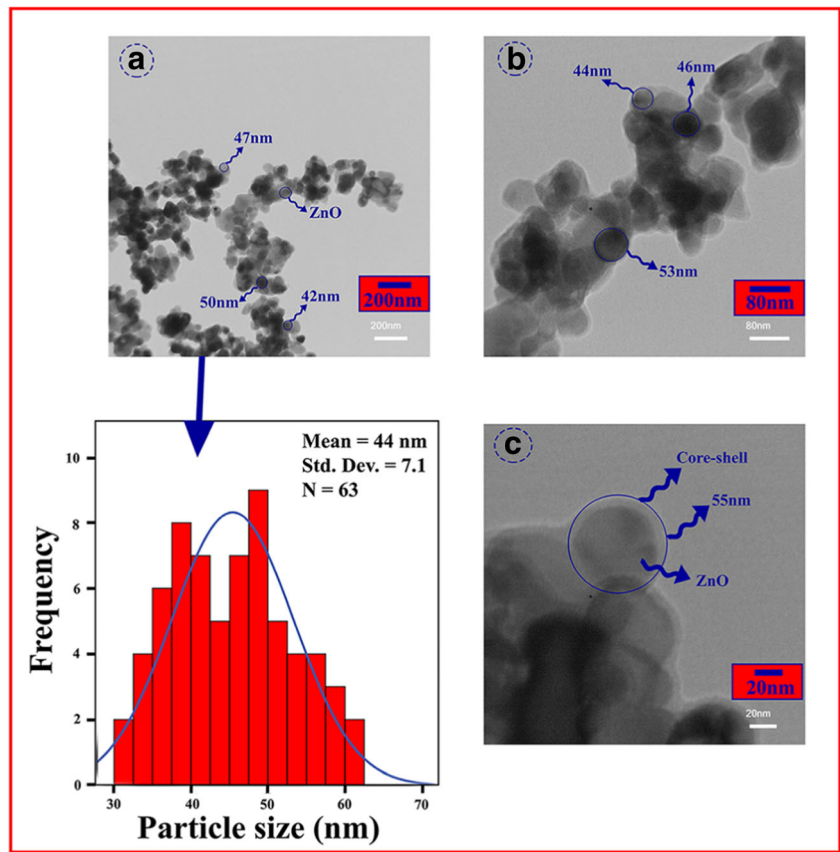 a
47nm
ZnO
50nm
42nm
200nm
200nm
b
44nm
46nm
53nm
80nm
80nm
Mean = 44 nm
Std. Dev. = 7.1
N = 63
Frequency
10
8
6
4
2
0
30
40
50
60
70
Particle size (nm)
c
Core-shell
55nm
ZnO
20nm
20nm